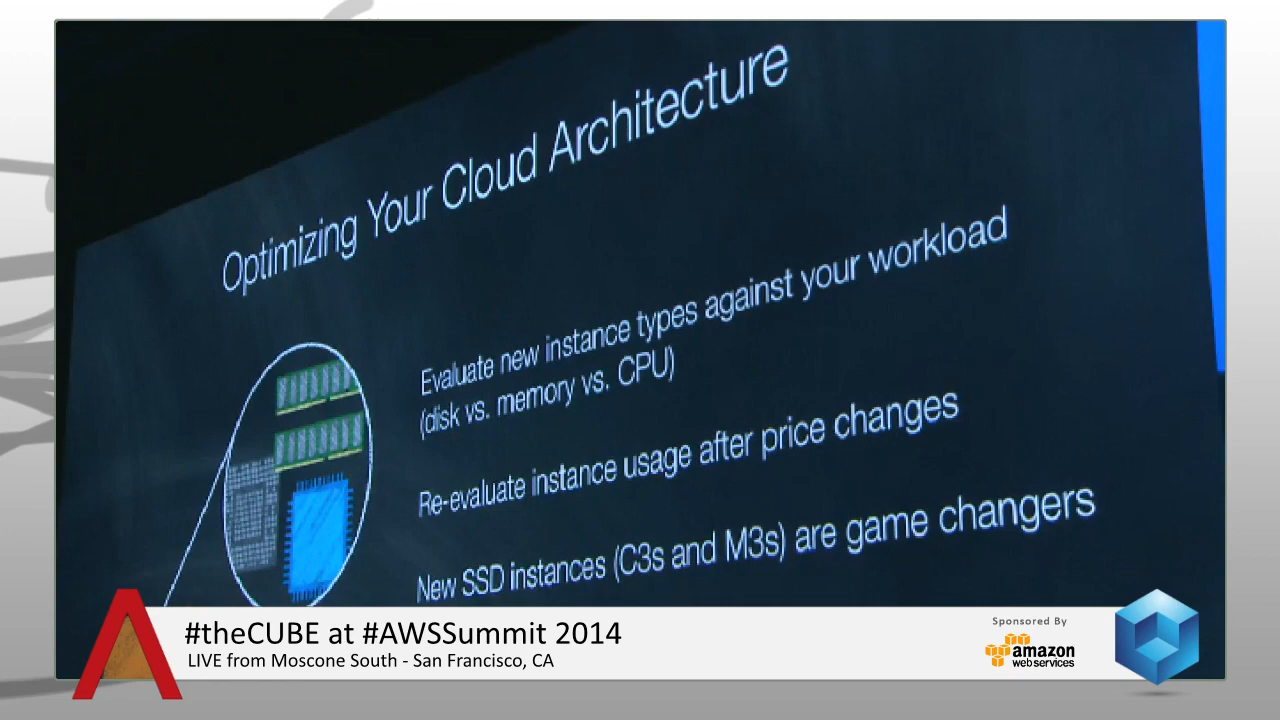 Optimizing Your Cloud Architecture
Evaluate new instance types against your workload
(disk vs. memory vs. CPU)
Re-evaluate instance usage after price changes
New SSD instances (C3s and M3s) are game changers
#theCUBE at #AWSSummit 2014
LIVE from Moscone South - San Francisco, CA
Sponsored By
amazon
webservices